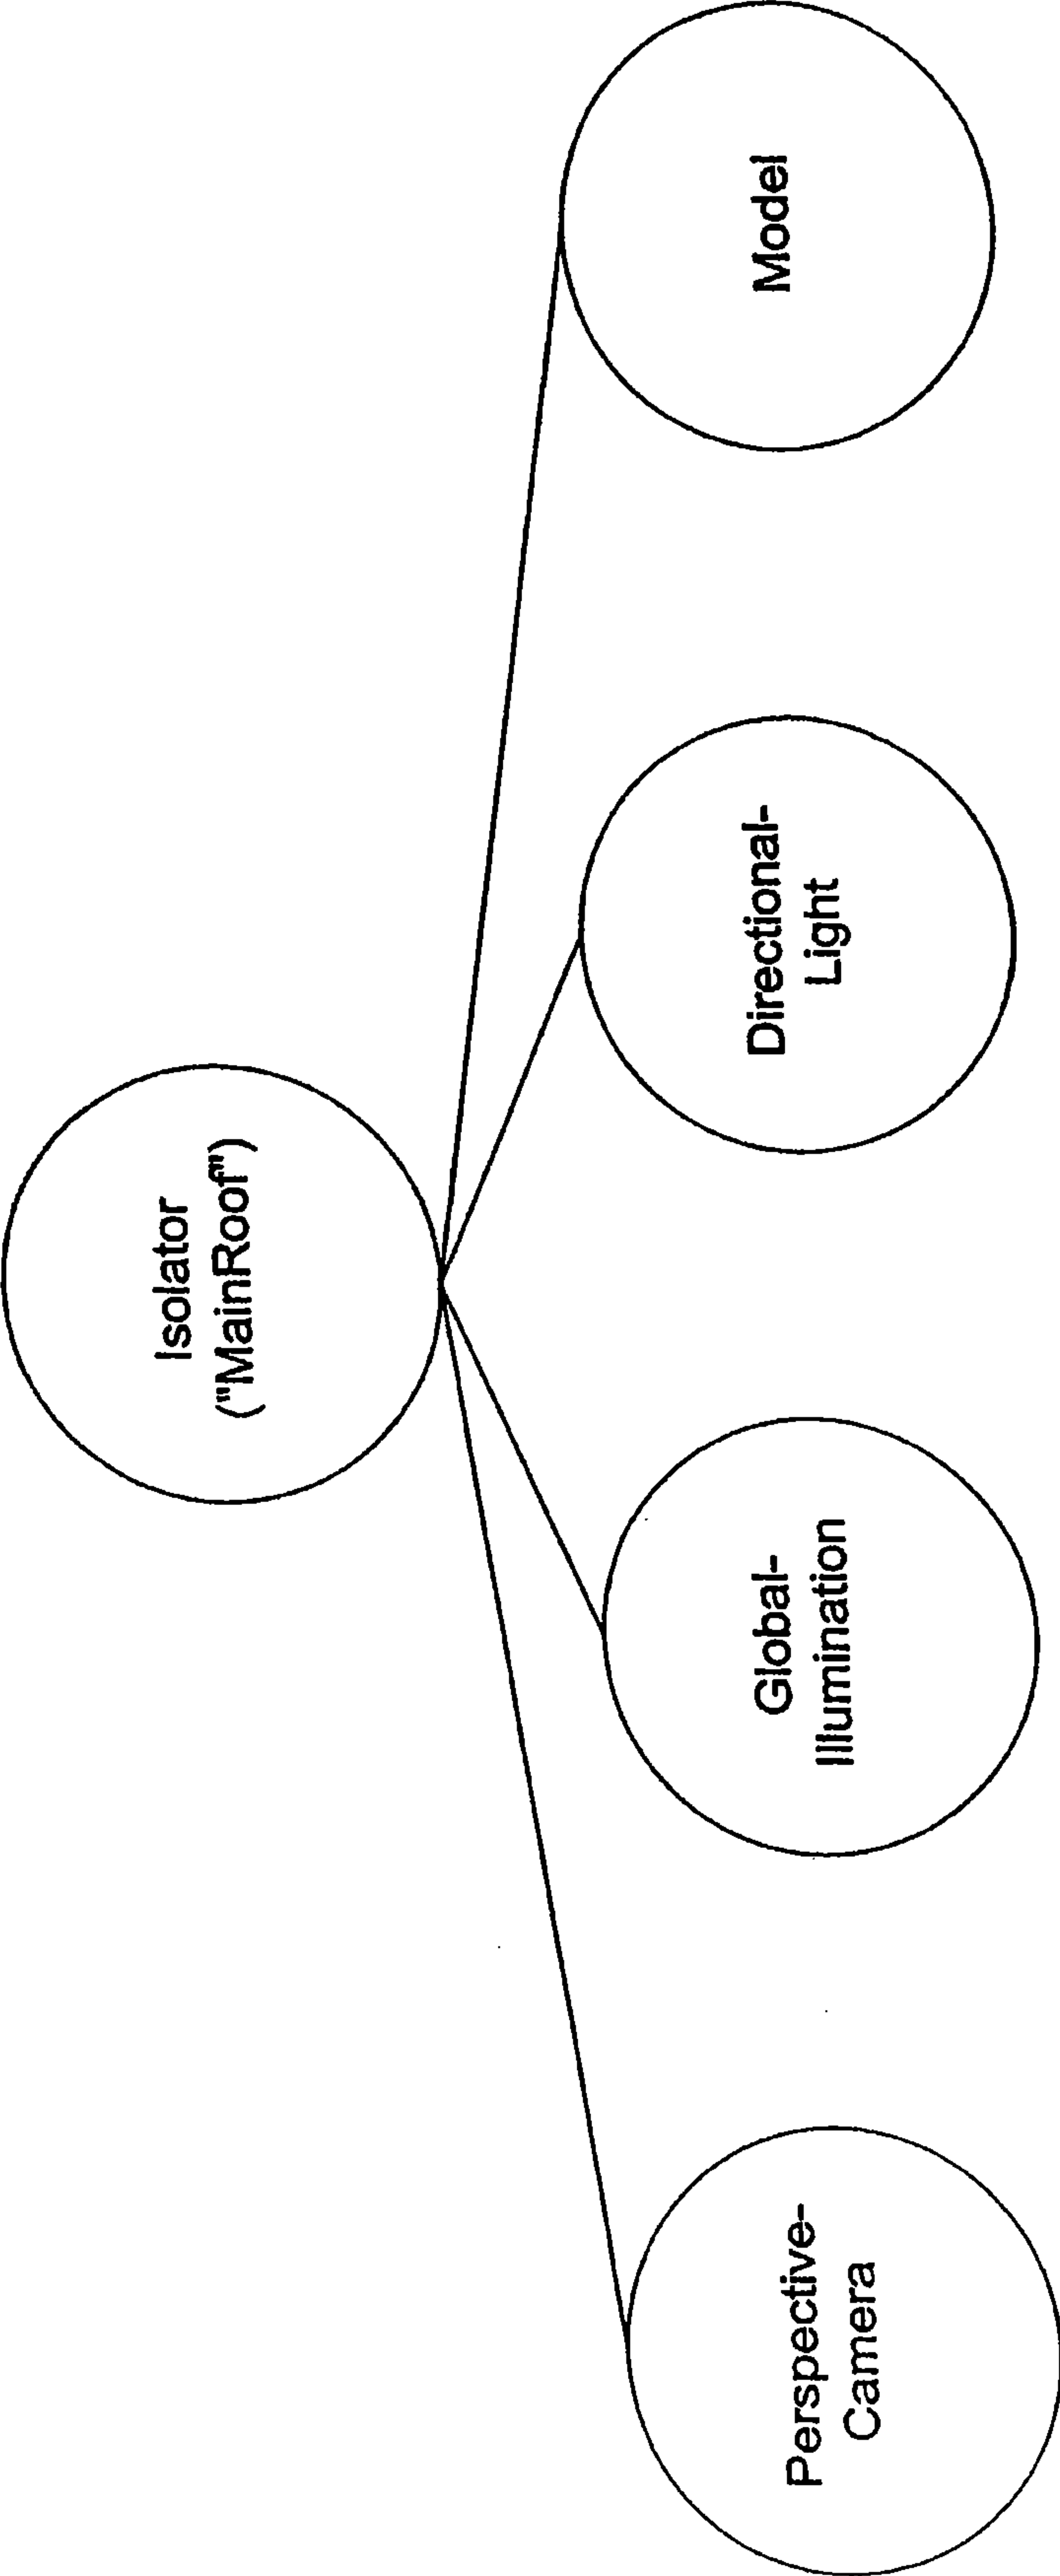 Isolator
("MainRoof")
Perspective-
Camera
Global-
Illumination
Directional-
Light
Model